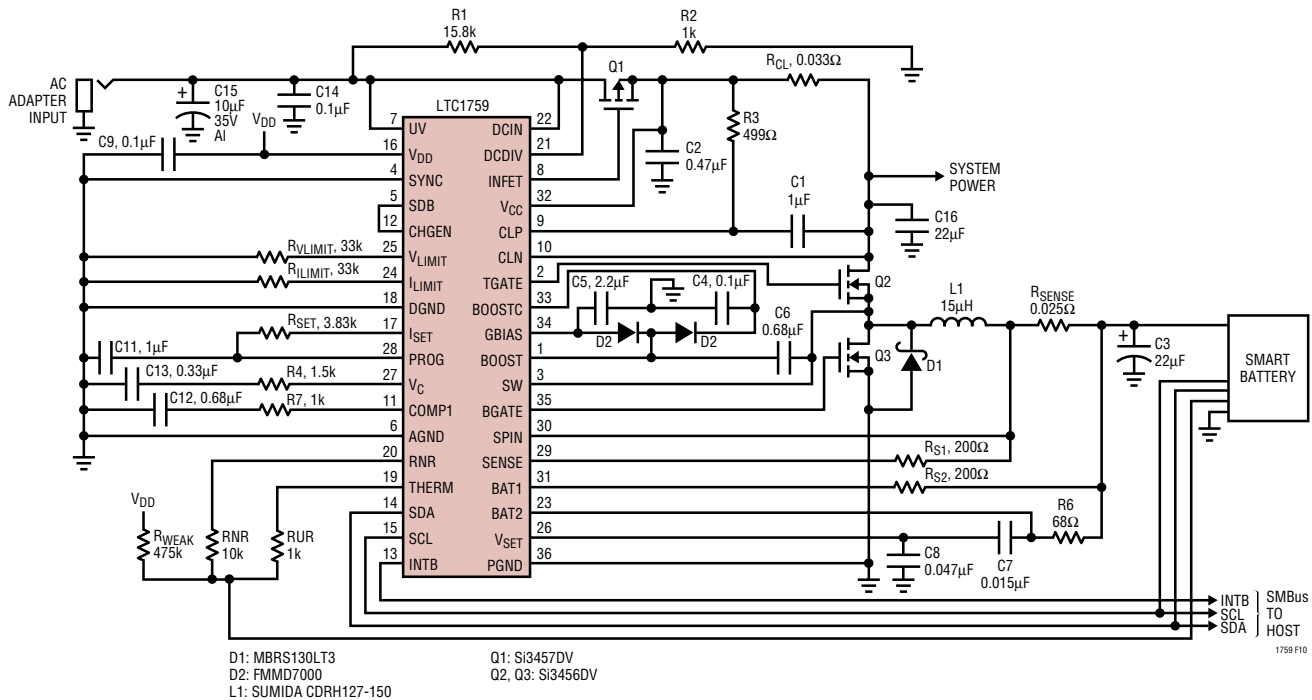 R1
15.8k
R2
1k
RCL, 0.033Ω
Q1
AC
ADAPTER
INPUT
+
C15
10µF
35V
Al
C14
0.1µF
R3
499Ω
C2
0.47µF
C1
1µF
SYSTEM
POWER
C16
22µF
C9, 0.1µF
VDD
LTC1759
7 UV DCIN 22
16 VDD DCDIV 21
4 SYNC INFET 8
5 SDB VCC 32
12 CHGEN CLP 9
25 VLIMIT CLN 10
24 ILIMIT TGATE 2
18 DGND BOOSTC 33
17 ISET GBIAS 34
28 PROG BOOST 1
27 VC SW 3
11 COMP1 BGATE 35
6 AGND SPIN 30
20 RNR SENSE 29
19 THERM BAT1 31
14 SDA BAT2 23
15 SCL VSET 26
13 INTB PGND 36
RVLIMIT, 33k
RILIMIT, 33k
RSET, 3.83k
C11, 1µF
C13, 0.33µF
R4, 1.5k
C12, 0.68µF
R7, 1k
C5, 2.2µF
C4, 0.1µF
D2
D2
C6
0.68µF
Q2
Q3
D1
L1
15µH
RSENSE
0.025Ω
+
C3
22µF
SMART
BATTERY
RS1, 200Ω
RS2, 200Ω
R6
68Ω
C8
0.047µF
C7
0.015µF
VDD
RWEAK
475k
RNR
10k
RUR
1k
INTB
SCL
SDA
SMBus
TO
HOST
1759 F10
D1: MBRS130LT3
D2: FMMD7000
L1: SUMIDA CDRH127-150
Q1: Si3457DV
Q2, Q3: Si3456DV